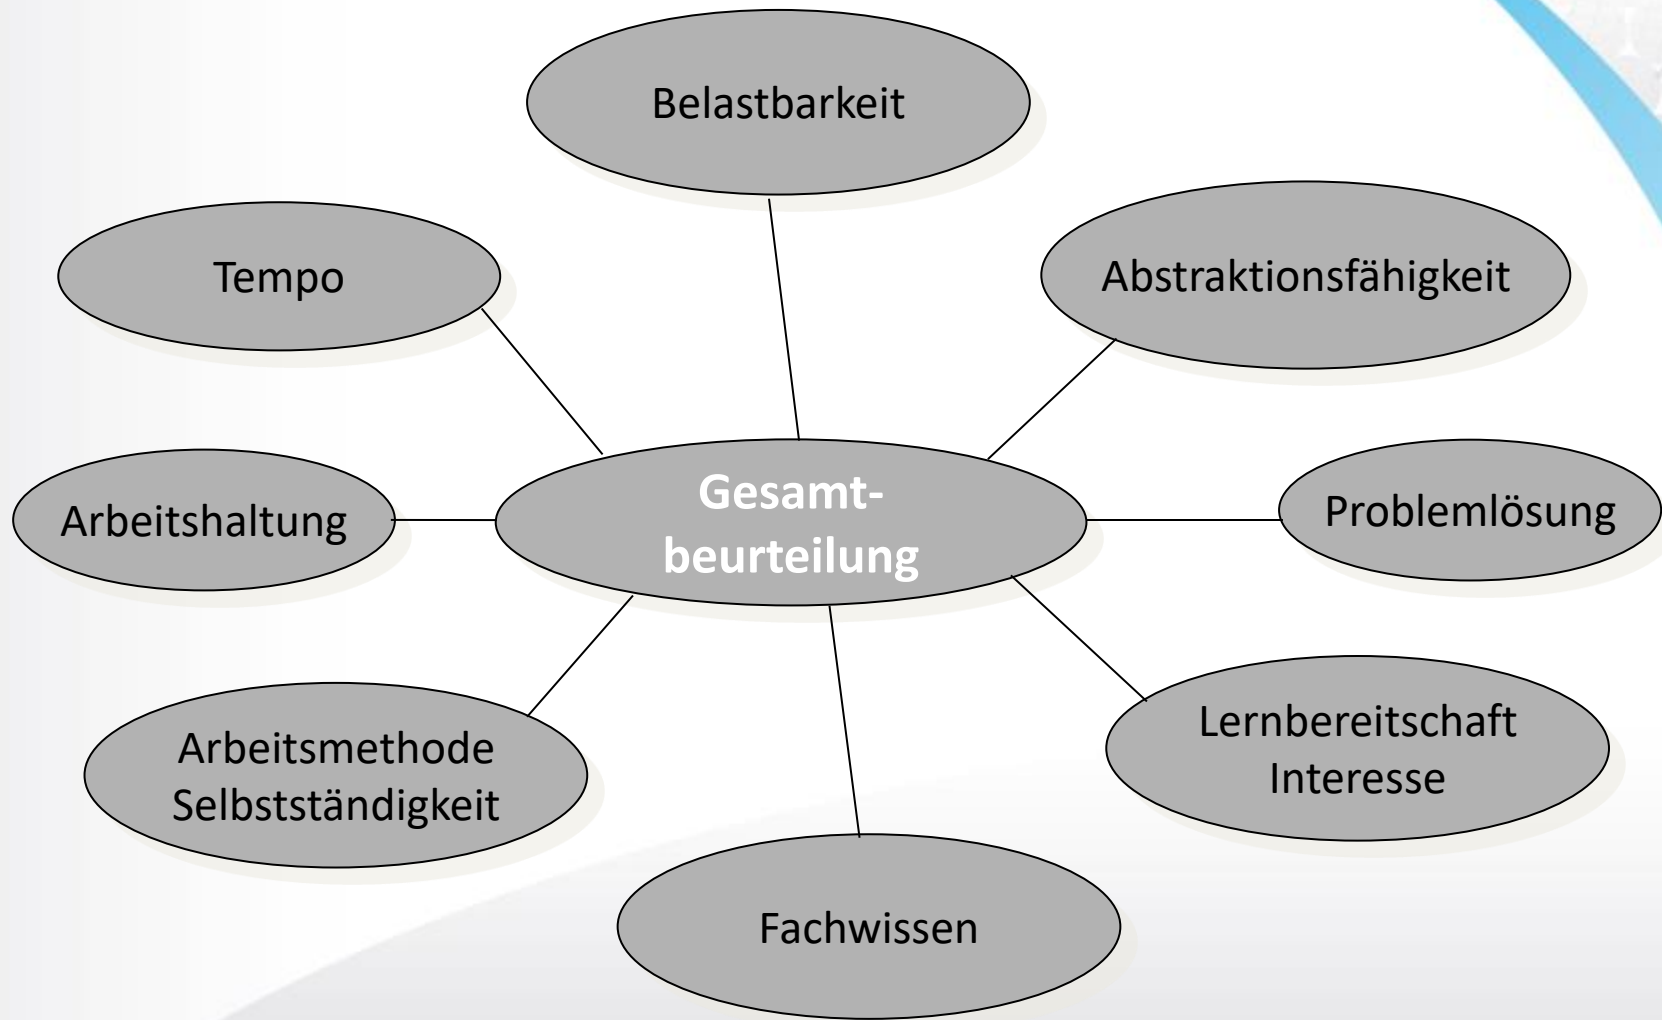 Belastbarkeit
Tempo
Abstraktionsfähigkeit
Gesamt-
beurteilung
Arbeitshaltung
Problemlösung
Arbeitsmethode
Selbstständigkeit
Lernbereitschaft
Interesse
Fachwissen